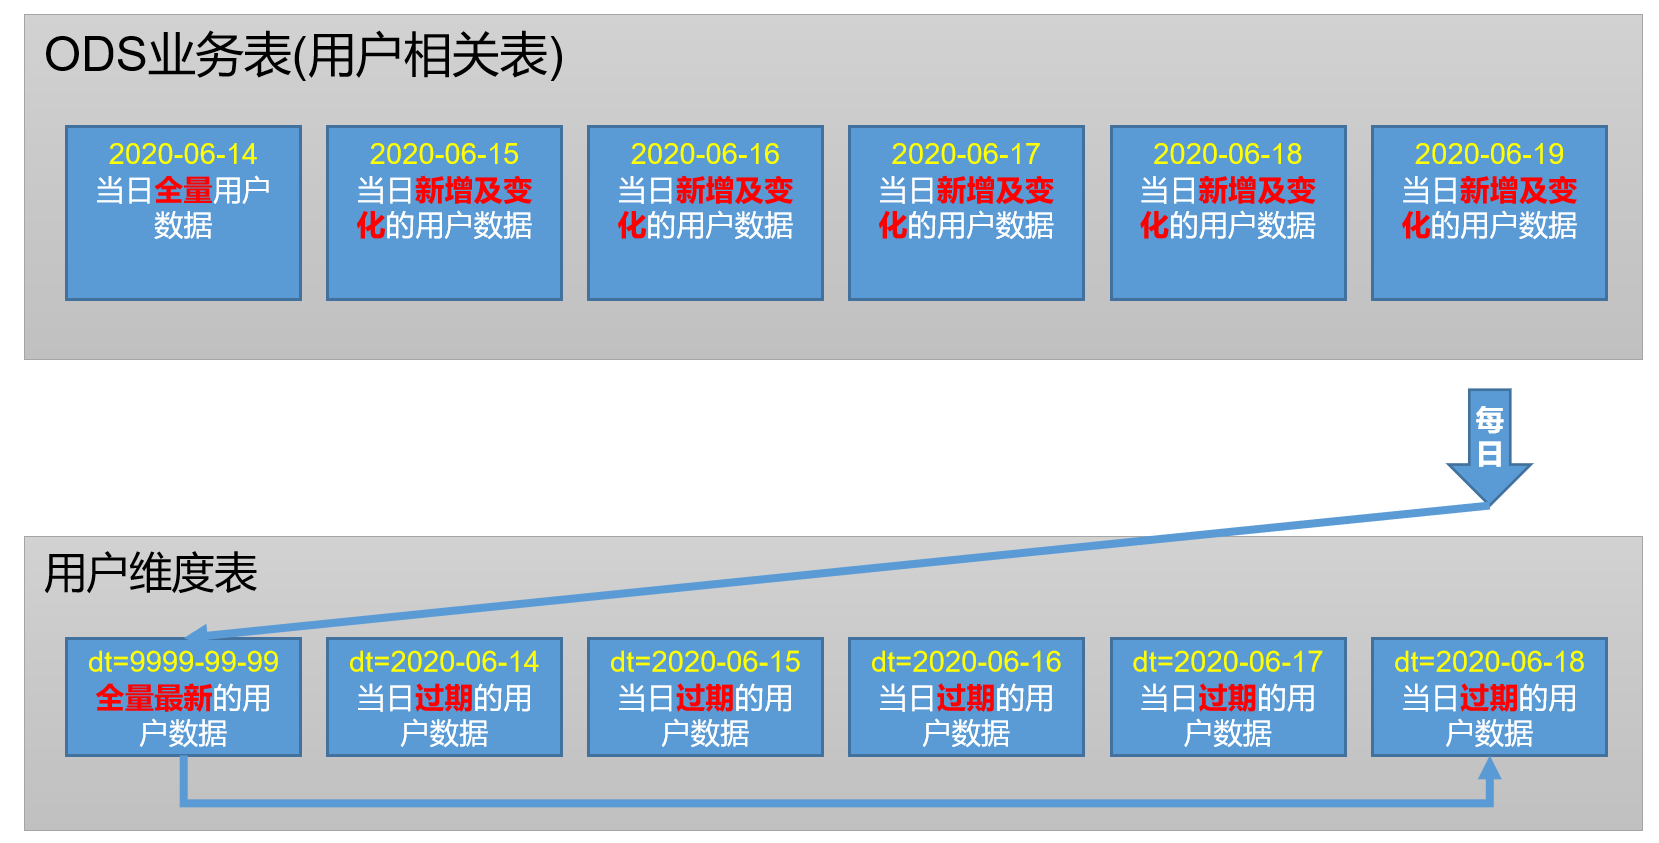 ODS业务表(用户相关表)
2020-06-14
当日全量用户
数据
2020-06-15
当日新增及变
化的用户数据
2020-06-16
当日新增及变
化的用户数据
2020-06-17
当日新增及变
化的用户数据
2020-06-18
当日新增及变
化的用户数据
2020-06-19
当日新增及变
化的用户数据
每
日
用户维度表
dt=9999-99-99
全量最新的用
户数据
dt=2020-06-14
当日过期的用
户数据
dt=2020-06-15
当日过期的用
户数据
dt=2020-06-16
当日过期的用
户数据
dt=2020-06-17
当日过期的用
户数据
dt=2020-06-18
当日过期的用
户数据